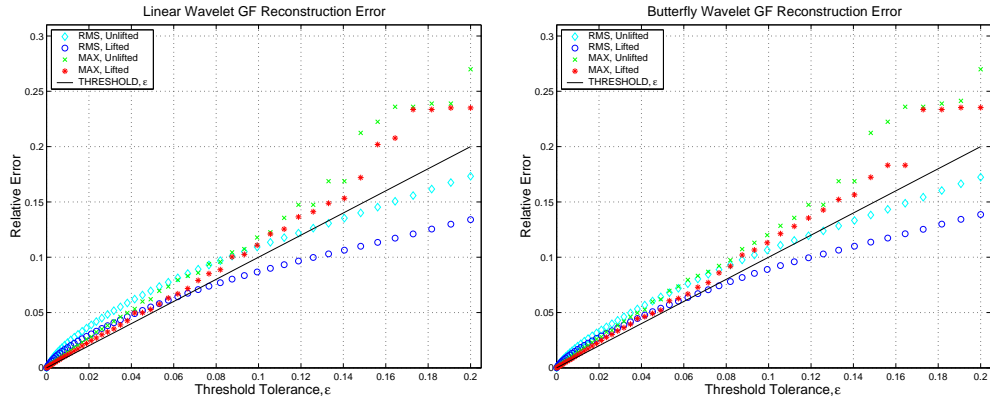 Linear Wavelet GF Reconstruction Error
0.3
0.25
0.2
0.15
0.1
0.05
0
Relative Error
RMS, Unlifted
RMS, Lifted
MAX, Unlifted
MAX, Lifted
THRESHOLD, ε
0 0.02 0.04 0.06 0.08 0.1 0.12 0.14 0.16 0.18 0.2
Threshold Tolerance, ε
Butterfly Wavelet GF Reconstruction Error
0.3
0.25
0.2
0.15
0.1
0.05
0
Relative Error
RMS, Unlifted
RMS, Lifted
MAX, Unlifted
MAX, Lifted
THRESHOLD, ε
0 0.02 0.04 0.06 0.08 0.1 0.12 0.14 0.16 0.18 0.2
Threshold Tolerance, ε